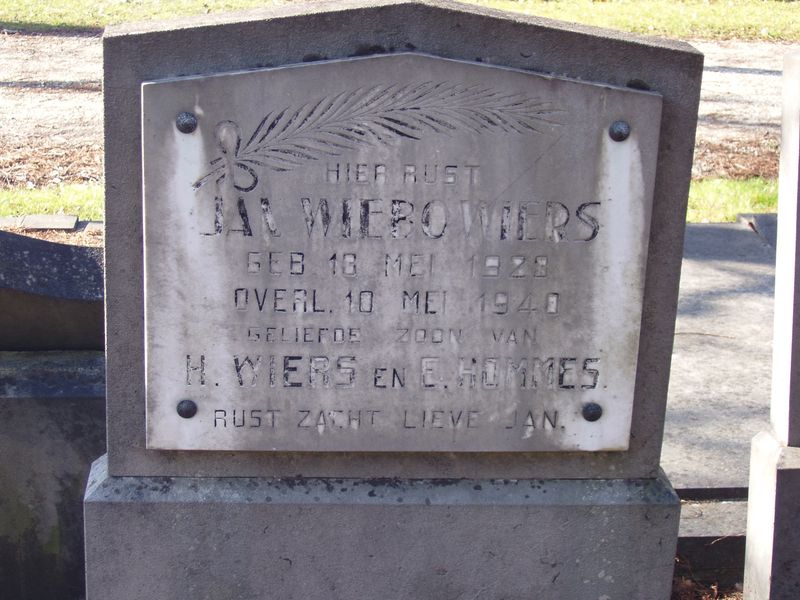 HIER RUST
JAN WIEBO WIERS
GEB 18 MEI 1928
OVERL. 10 MEI 1940
GELIEFDE ZOON VAN
H. WIERS EN E. HOMMES.
RUST ZACHT LIEVE JAN.